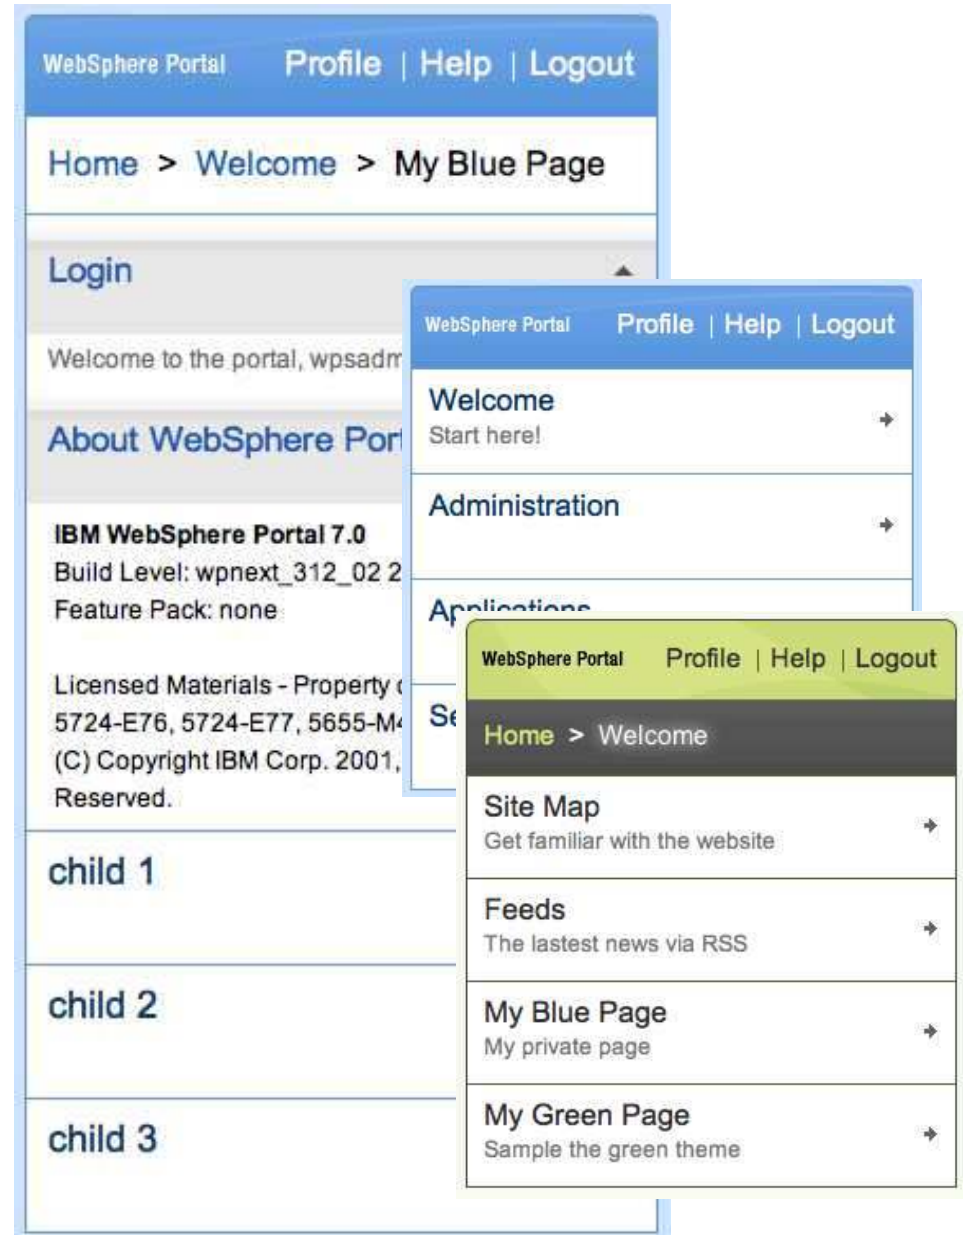 WebSphere Portal Profile | Help | Logout
Home > Welcome > My Blue Page
Login
Welcome to the portal,
About WebSphere
IBM WebSphere Portal 7.0
Build Level: wpnext_312_02 2
Feature Pack: none
Licensed Materials - Property
5724-E76, 5724-E77, 5655-M4
(C) Copyright IBM Corp. 2001,
Reserved.
child 1
child 2
child 3
WebSphere Portal Profile | Help | Logout
Welcome
Start here!
Administration
Applications
WebSphere Portal Profile | Help | Logout
Home > Welcome
Site Map
Get familiar with the website
Feeds
The lastest news via RSS
My Blue Page
My private page
My Green Page
Sample the green theme